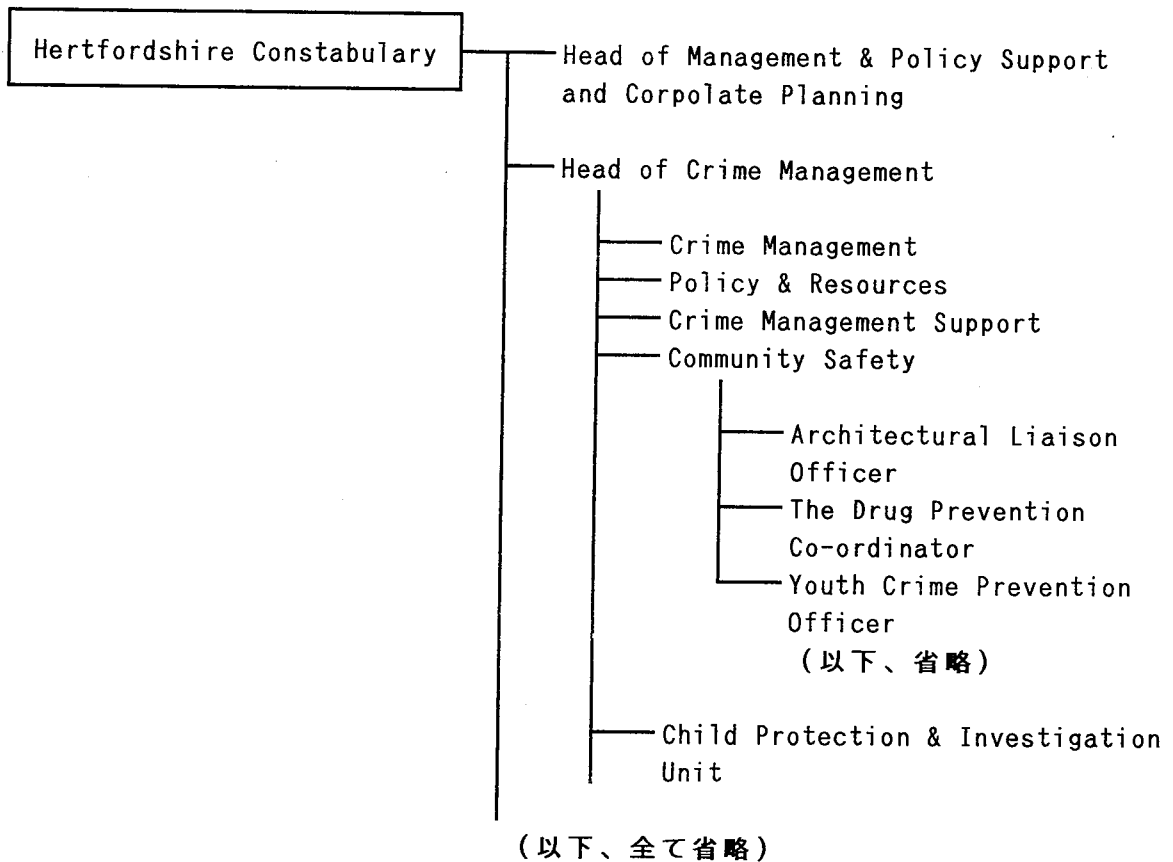 Hertfordshire Constabulary
Head of Management & Policy Support
and Corpolate Planning
Head of Crime Management
Crime Management
Policy & Resources
Crime Management Support
Community Safety
Architectural Liaison
Officer
The Drug Prevention
Co-ordinator
Youth Crime Prevention
Officer
(以下、省略)
Child Protection & Investigation
Unit
(以下、全て省略)